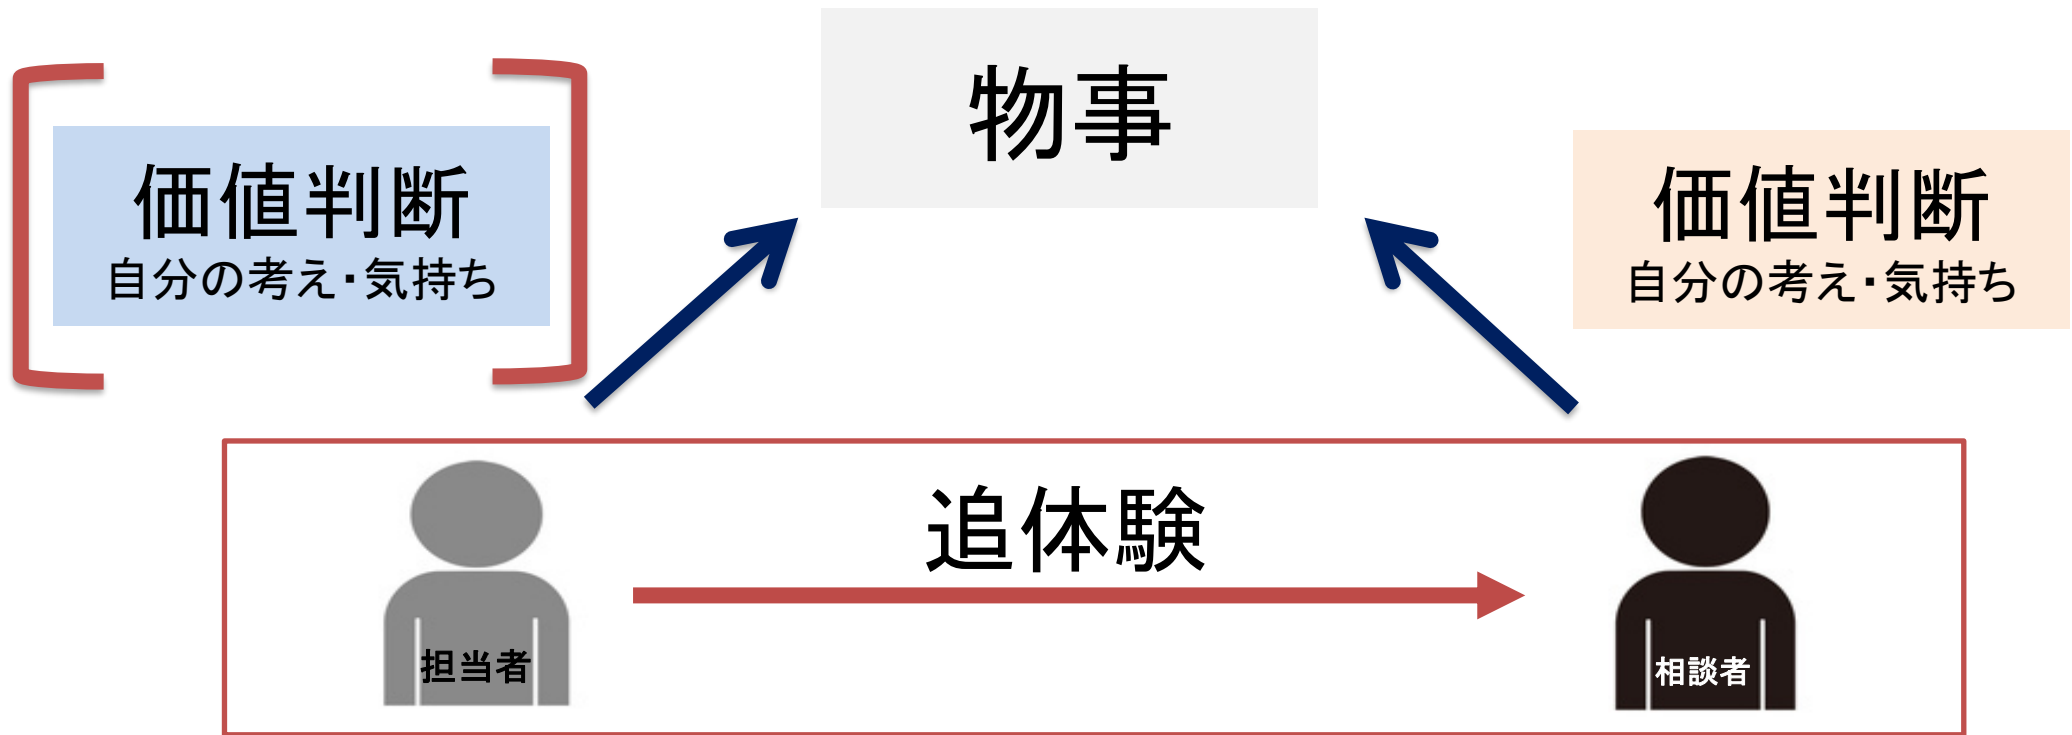 物事
価値判断
自分の考え・気持ち
価値判断
自分の考え・気持ち
追体験
担当者
相談者